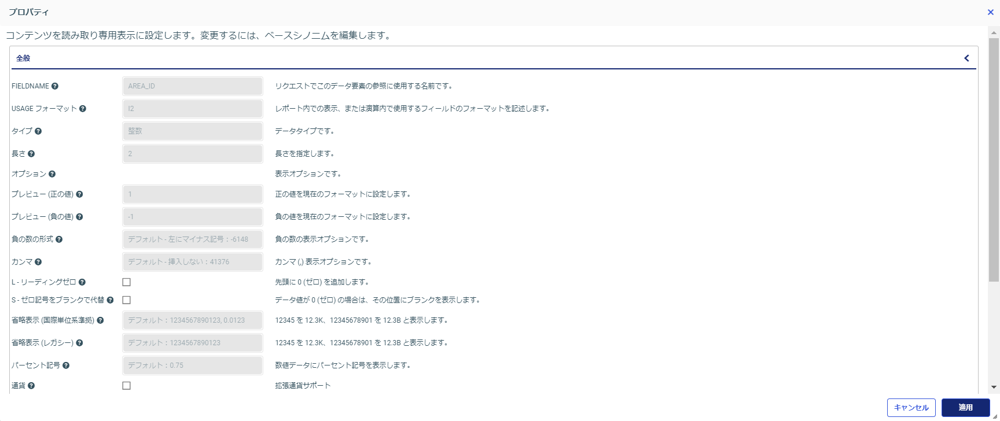 プロパティ
コンテンツを読み取り専用表示に設定します。変更するには、ベースシノニムを編集します。
全般
FIELDNAME AREA_ID リクエストでこのデータ要素の参照に使用する名前です。
USAGE フォーマット I2 レポート内での表示、または演算内で使用するフィールドのフォーマットを記述します。
タイプ 整数 データタイプです。
長さ 2 長さを指定します。
オプション 表示オプションです。
プレビュー (正の値) 1 正の値を現在のフォーマットに設定します。
プレビュー (負の値) -1 負の値を現在のフォーマットに設定します。
負の数の形式 デフォルト - 左にマイナス記号：-6148 負の数の表示オプションです。
カンマ デフォルト - 挿入しない：41376 カンマ (,) 表示オプションです。
L - リーディングゼロ 先頭に 0 (ゼロ) を追加します。
S - ゼロ記号をブランクで代替 データ値が 0 (ゼロ) の場合は、その位置にブランクを表示します。
省略表示 (国際単位系準拠) デフォルト：1234567890123, 0.0123 12345 を 12.3K、12345678901 を 12.3B と表示します。
省略表示 (レガシー) デフォルト：1234567890123 12345 を 12.3K、12345678901 を 12.3B と表示します。
パーセント記号 デフォルト：0.75 数値データにパーセント記号を表示します。
通貨 拡張通貨サポート
キャンセル 適用